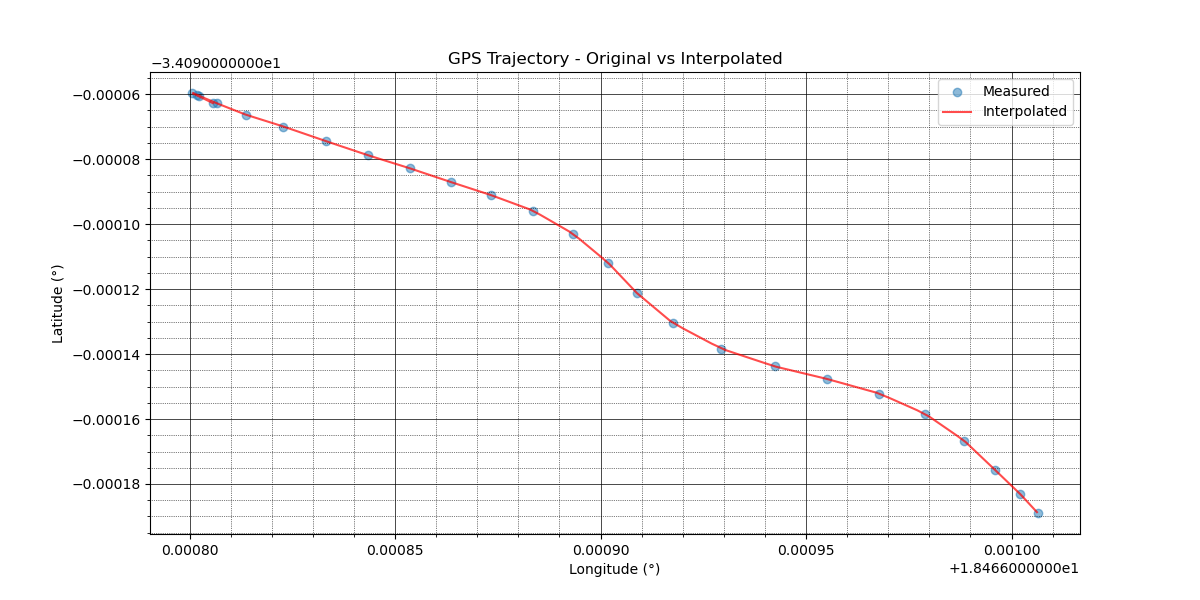 GPS Trajectory - Original vs Interpolated
−3.4090000000e1
Measured
Interpolated
−0.00006
−0.00008
−0.00010
−0.00012
−0.00014
−0.00016
−0.00018
Latitude (°)
0.00080 0.00085 0.00090 0.00095 0.00100
Longitude (°)
+1.8466000000e1